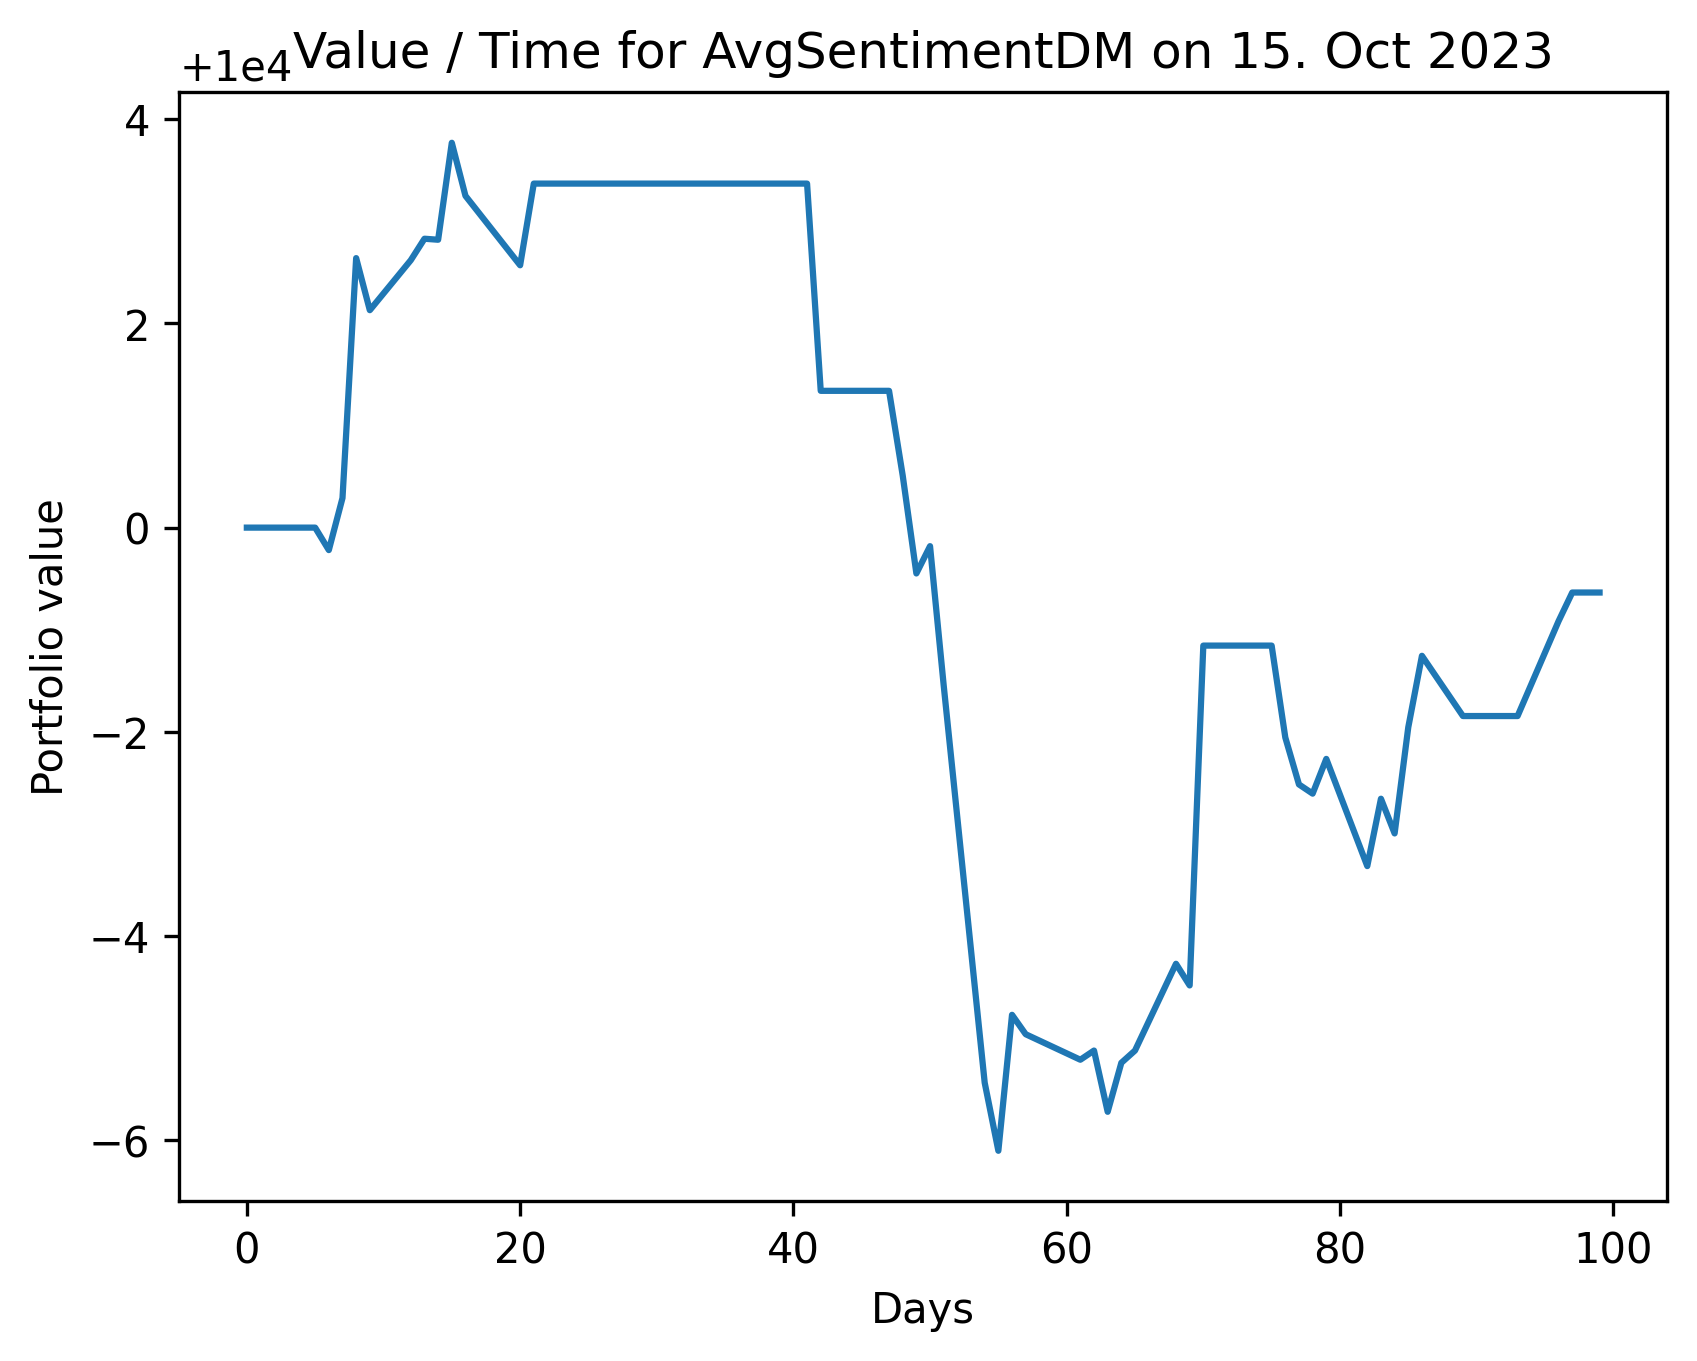 Value / Time for AvgSentimentDM on 15. Oct 2023
+1e4
4
2
0
−2
−4
−6
Portfolio value
0 20 40 60 80 100
Days